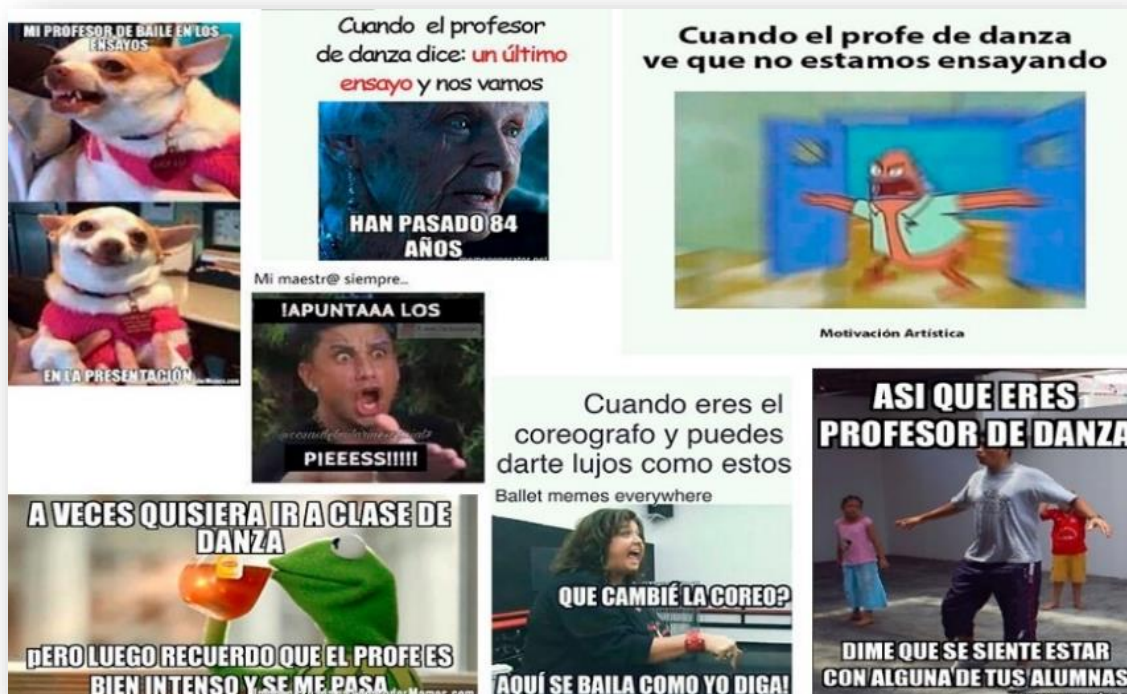 MI PROFESOR DE BAILE EN LOS
ENSAYOS
EN LA PRESENTACIÓN
Cuando el profesor
de danza dice: un último
ensayo y nos vamos
HAN PASADO 84
AÑOS
memegenerator.net
Cuando el profe de danza
ve que no estamos ensayando
Motivación Artística
Mi maestr@ siempre...
!APUNTAAA LOS
PIEEESS!!!!!
Cuando eres el
coreografo y puedes
darte lujos como estos
Ballet memes everywhere
QUE CAMBIÉ LA COREO?
AQUÍ SE BAILA COMO YO DIGA!
ASI QUE ERES
PROFESOR DE DANZA
DIME QUE SE SIENTE ESTAR
CON ALGUNA DE TUS ALUMNAS
A VECES QUISIERA IR A CLASE DE
DANZA
pERO LUEGO RECUERDO QUE EL PROFE ES
BIEN INTENSO Y SE ME PASA